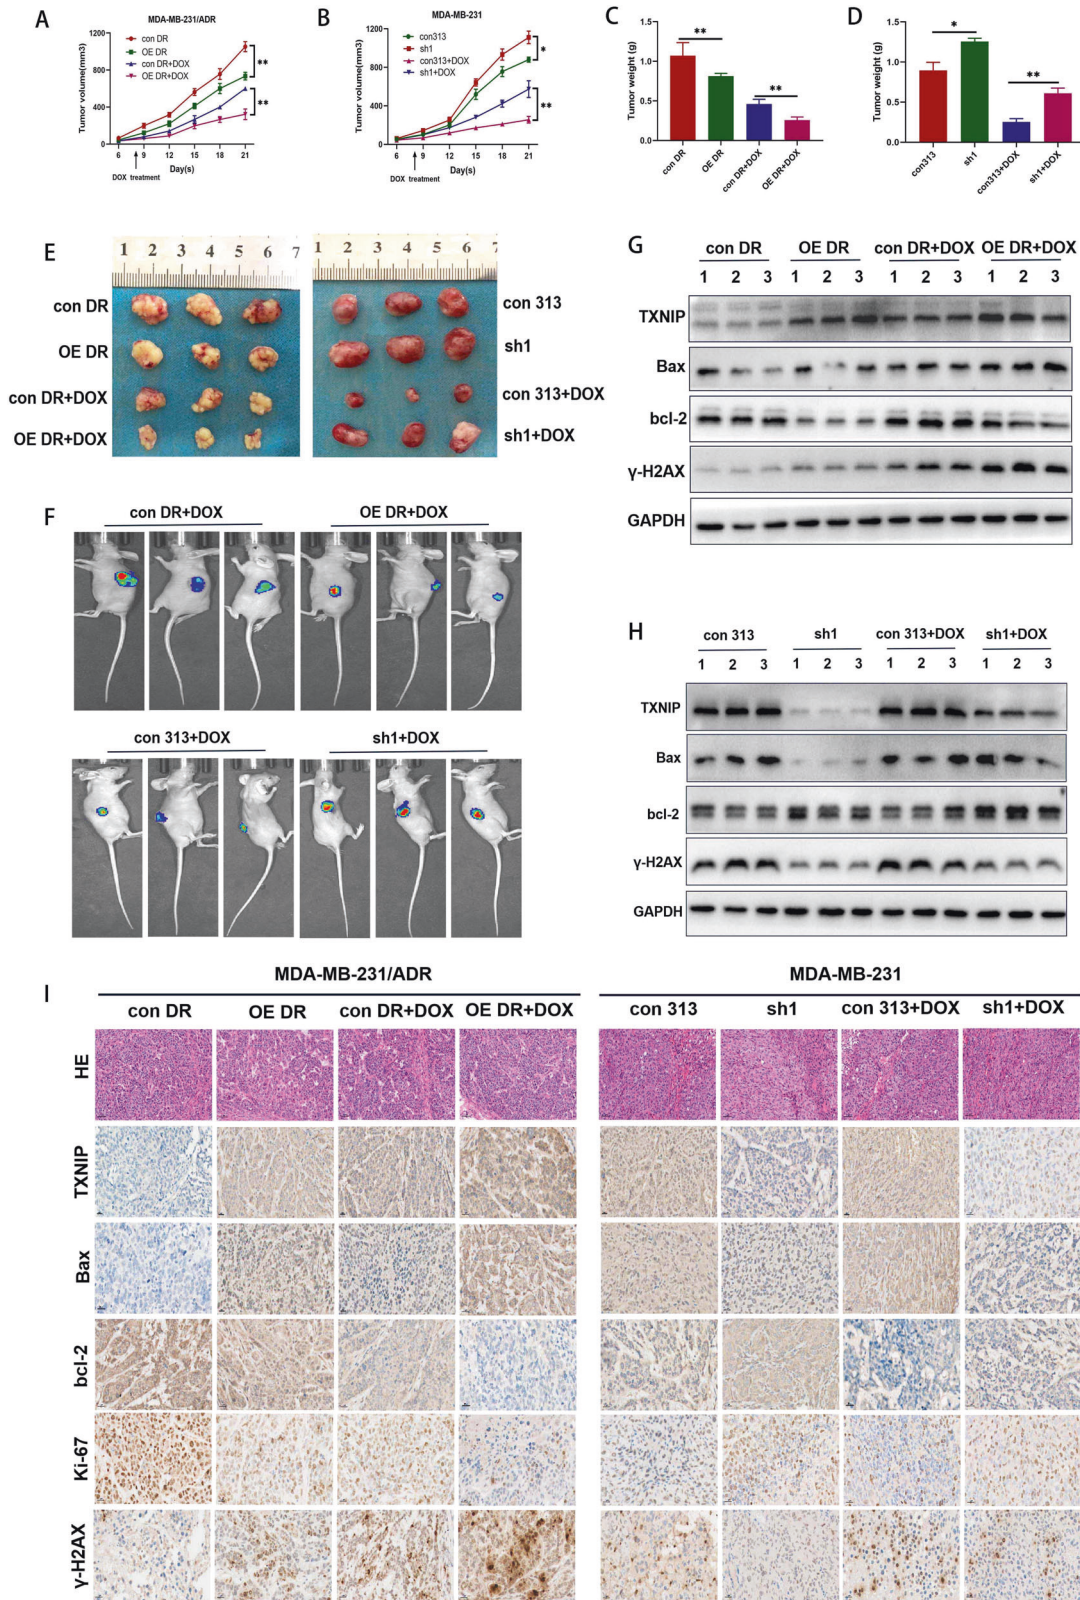 A
MDA-MB-231/ADR
con DR
OE DR
con DR+DOX
OE DR+DOX
Tumor volume(mm3)
1200
800
400
0
6 9 12 15 18 21
Day(s)
DOX treatment
**
**
B
MDA-MB-231
con313
sh1
con313+DOX
sh1+DOX
Tumor volume(mm3)
1200
800
400
0
6 9 12 15 18 21
Day(s)
DOX treatment
*
**
C
Tumor weight (g)
1.5
1.0
0.5
0.0
**
**
con DR
OE DR
con DR+DOX
OE DR+DOX
D
Tumor weight (g)
1.5
1.0
0.5
0.0
*
**
con313
sh1
con313+DOX
sh1+DOX
E
1 2 3 4 5 6 7
1 2 3 4 5 6 7
con DR
OE DR
con DR+DOX
OE DR+DOX
con 313
sh1
con 313+DOX
sh1+DOX
F
con DR+DOX
OE DR+DOX
con 313+DOX
sh1+DOX
G
con DR OE DR con DR+DOX OE DR+DOX
1 2 3 1 2 3 1 2 3 1 2 3
TXNIP
Bax
bcl-2
γ-H2AX
GAPDH
H
con 313 sh1 con 313+DOX sh1+DOX
1 2 3 1 2 3 1 2 3 1 2 3
TXNIP
Bax
bcl-2
γ-H2AX
GAPDH
I
MDA-MB-231/ADR
MDA-MB-231
con DR OE DR con DR+DOX OE DR+DOX
con 313 sh1 con 313+DOX sh1+DOX
HE
TXNIP
Bax
bcl-2
Ki-67
γ-H2AX